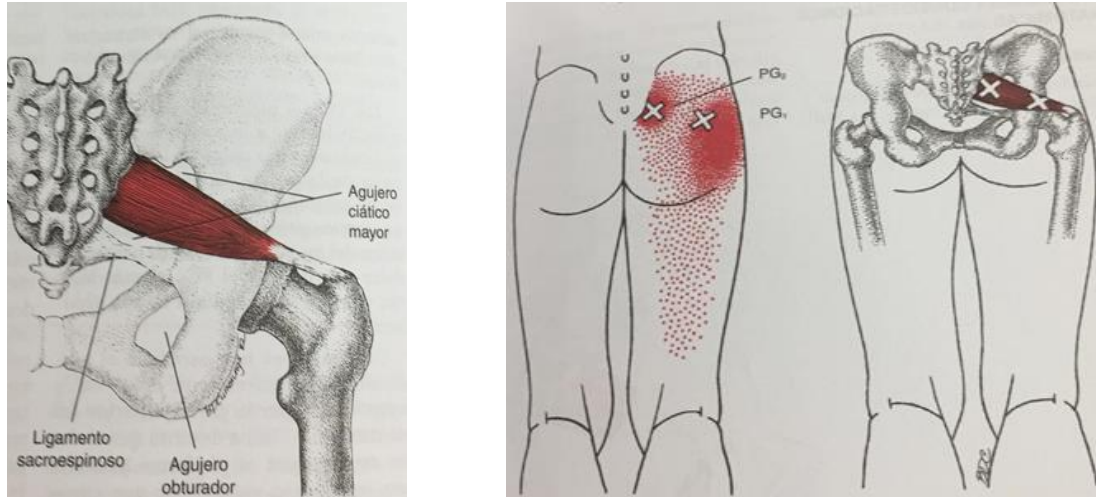 Agujero
ciático
mayor
Ligamento
sacroespinoso
Agujero
obturador
PG₂
PG₁